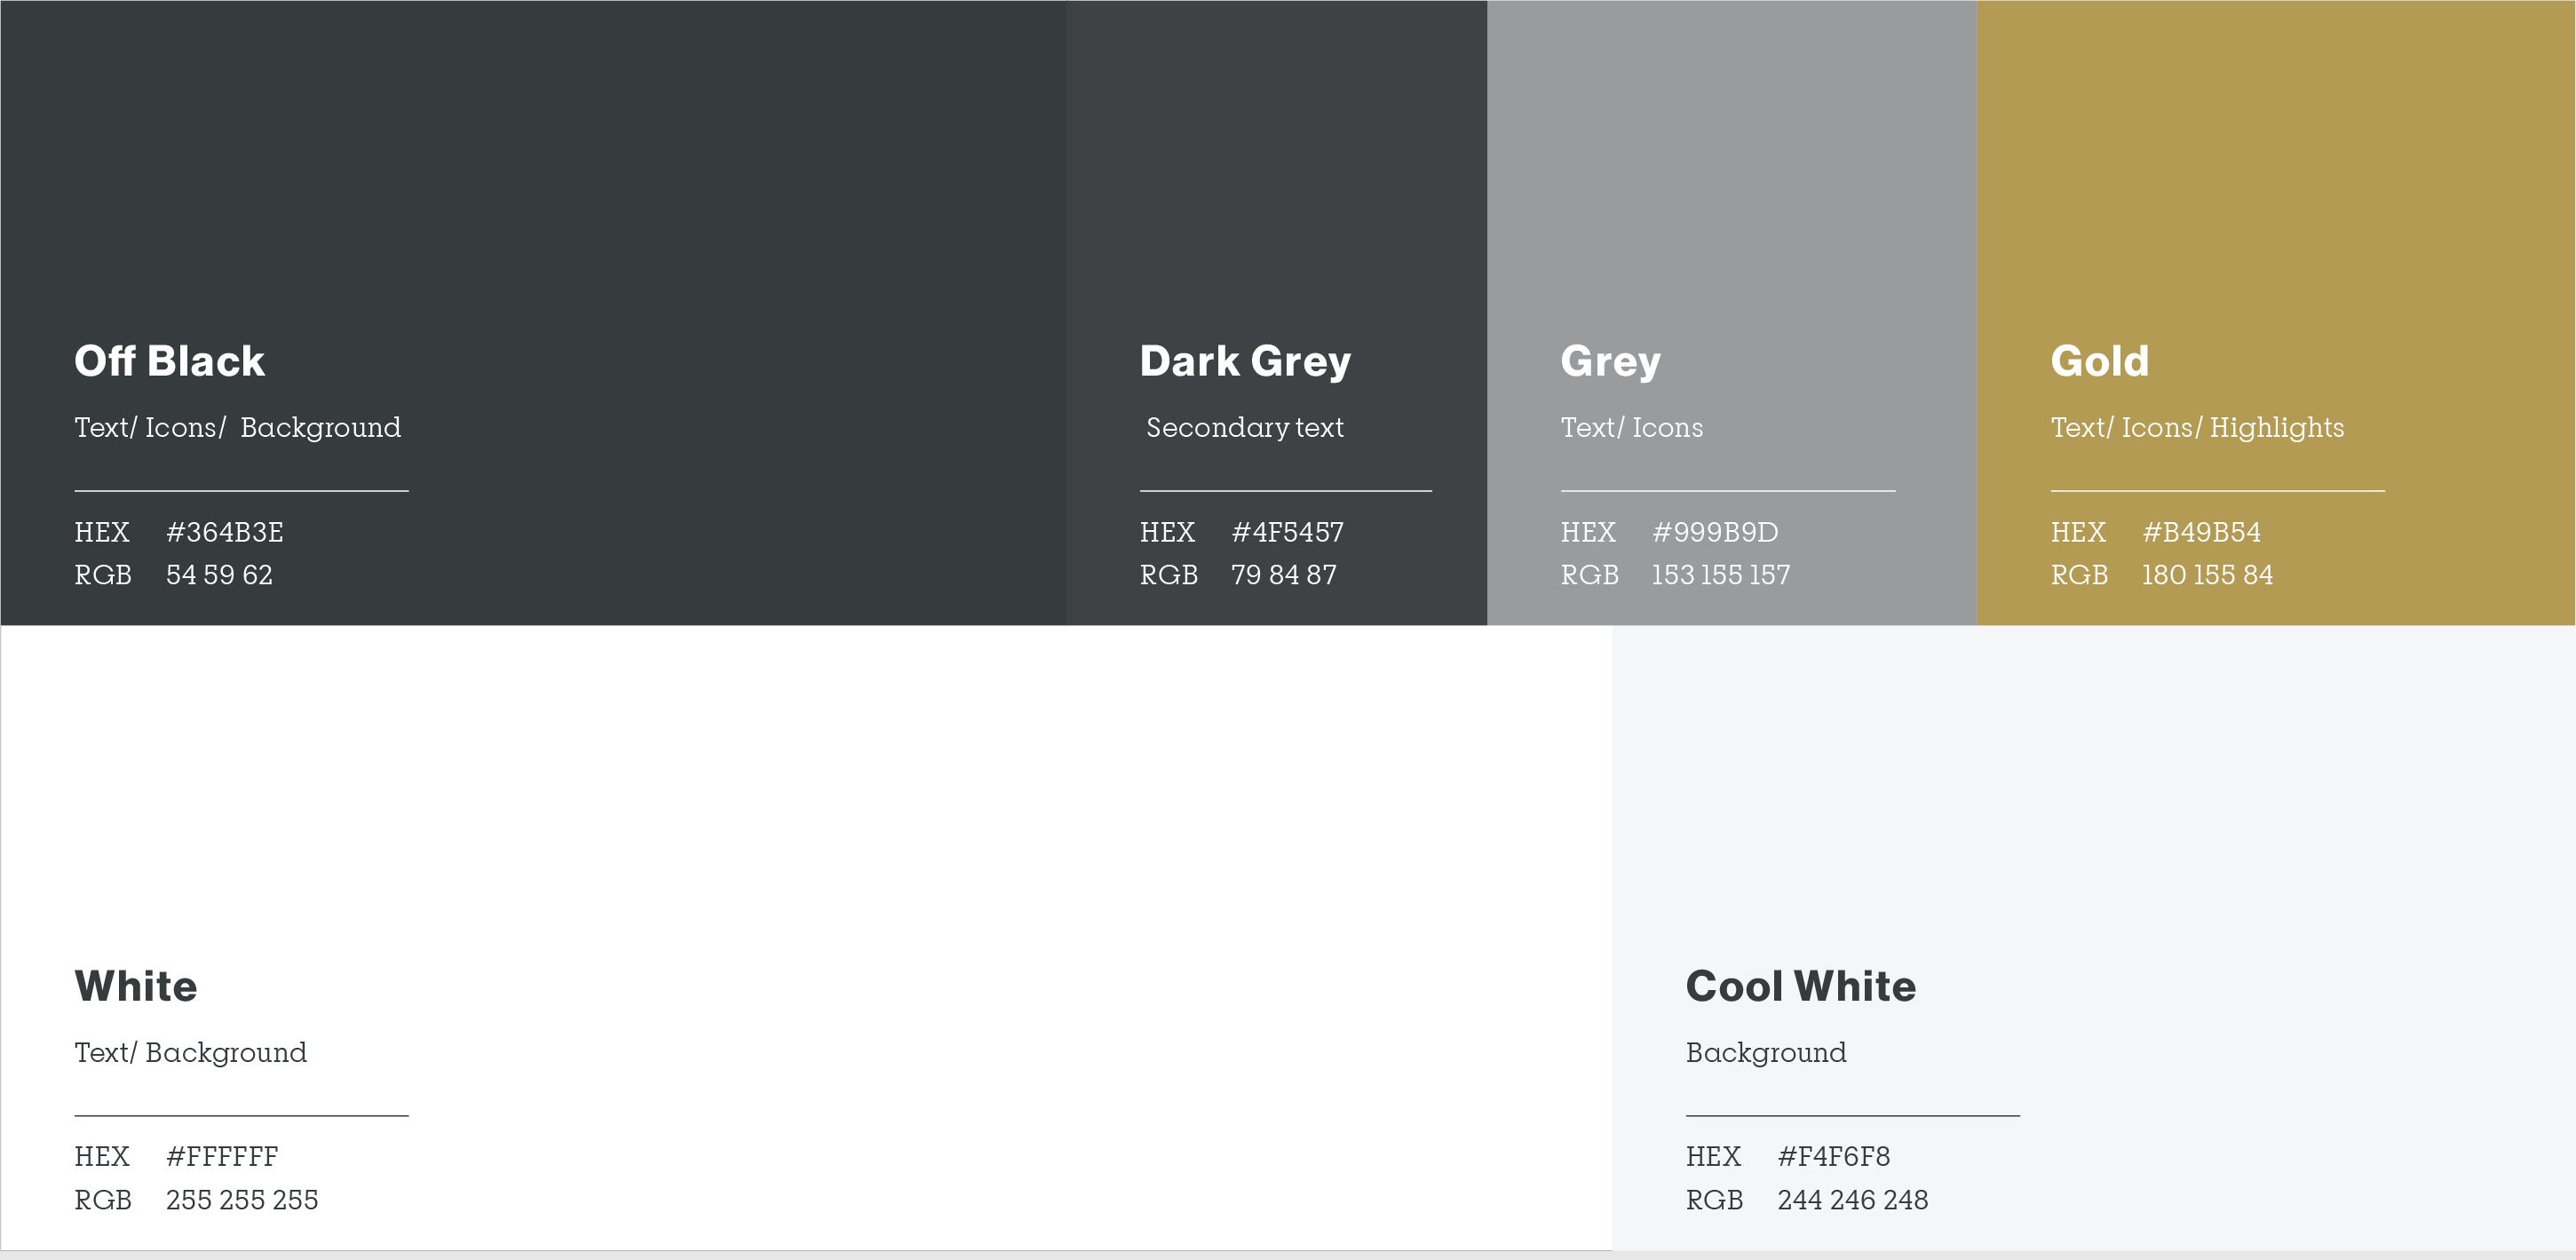 Off Black
Text/ Icons/  Background
HEX #364B3E
RGB 54 59 62
Dark Grey
Secondary text
HEX #4F5457
RGB 79 84 87
Grey
Text/ Icons
HEX #999B9D
RGB 153 155 157
Gold
Text/ Icons/ Highlights
HEX #B49B54
RGB 180 155 84
White
Text/ Background
HEX #FFFFFF
RGB 255 255 255
Cool White
Background
HEX #F4F6F8
RGB 244 246 248